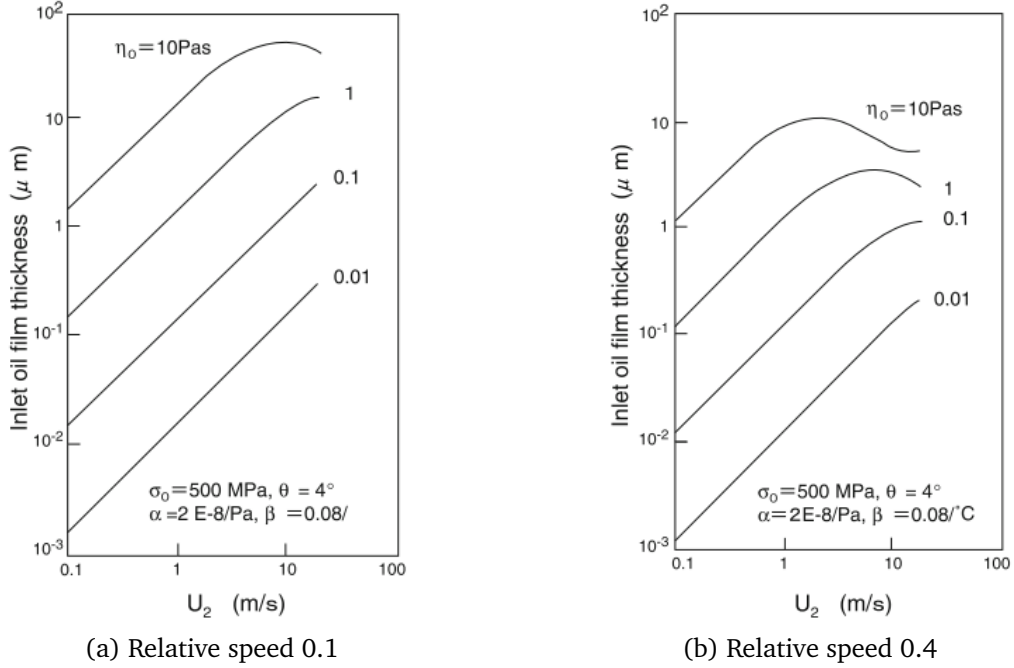 10²
10
1
10⁻¹
10⁻²
10⁻³
0.1
1
10
100
Inlet oil film thickness (μ m)
U₂ (m/s)
η₀=10Pas
1
0.1
0.01
σ₀=500 MPa, θ = 4°
α=2 E-8/Pa, β =0.08/
(a) Relative speed 0.1
10²
10
1
10⁻¹
10⁻²
10⁻³
0.1
1
10
100
Inlet oil film thickness (μ m)
U₂ (m/s)
η₀=10Pas
1
0.1
0.01
σ₀=500 MPa, θ = 4°
α=2E-8/Pa, β =0.08/°C
(b) Relative speed 0.4